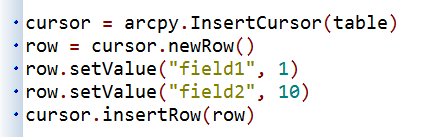 cursor = arcpy.InsertCursor(table)
row = cursor.newRow()
row.setValue("field1", 1)
row.setValue("field2", 10)
cursor.insertRow(row)